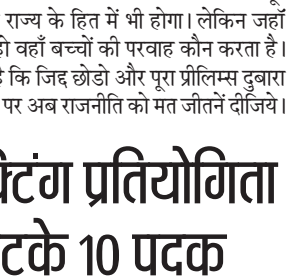 राज्य के हित में भी होगा। लेकिन जहाँ
वहाँ बच्चों की परवाह कौन करता है।
कि जिद्द छोडो और पूरा प्रीलिम्स दुबारा
पर अब राजनीति को मत जीतनें दीजिये।
प्रतियोगिता
10 पदक